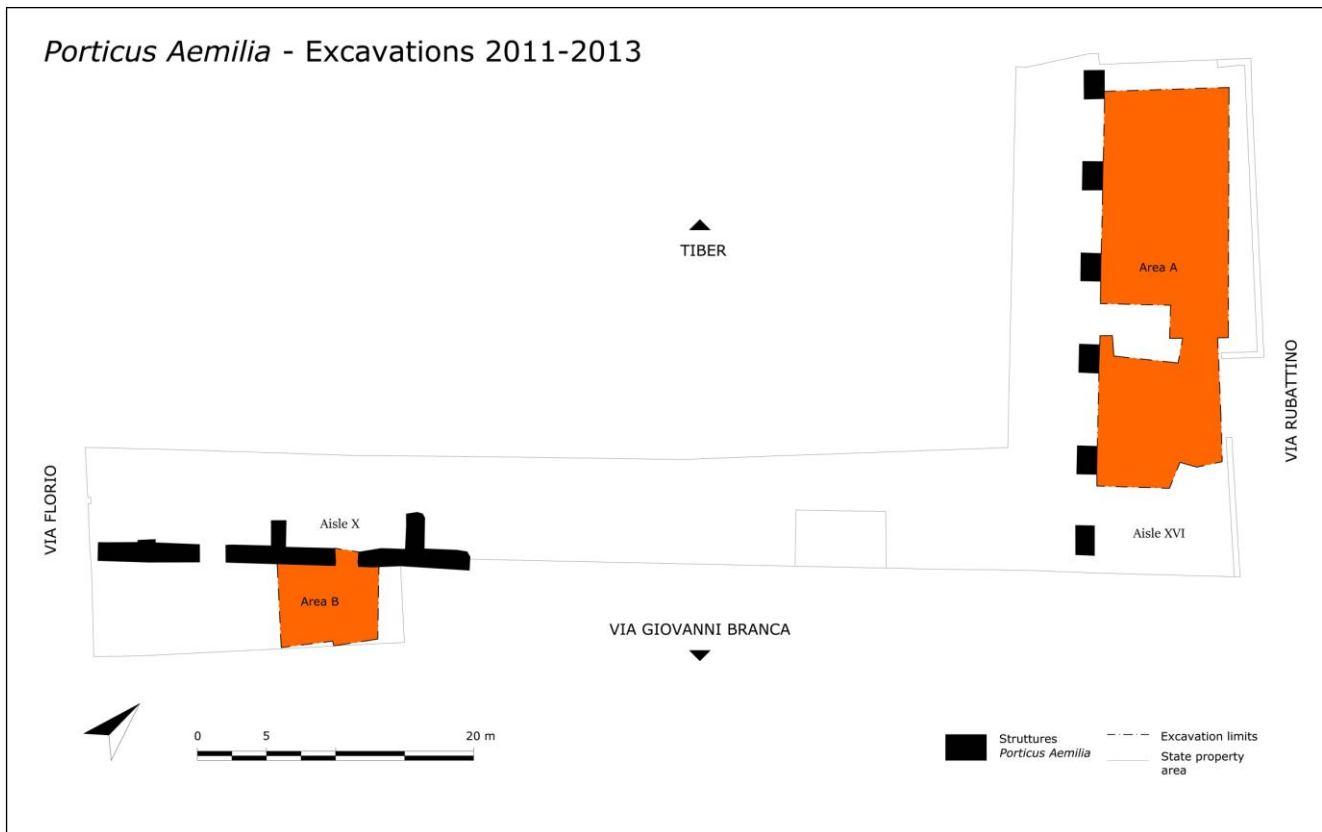 Porticus Aemilia - Excavations 2011-2013
TIBER
Area A
VIA RUBATTINO
VIA FLORIO
Aisle X
Aisle XVI
Area B
VIA GIOVANNI BRANCA
0 5 20 m
Strutture
Porticus Aemilia
Excavation limits
State property
area